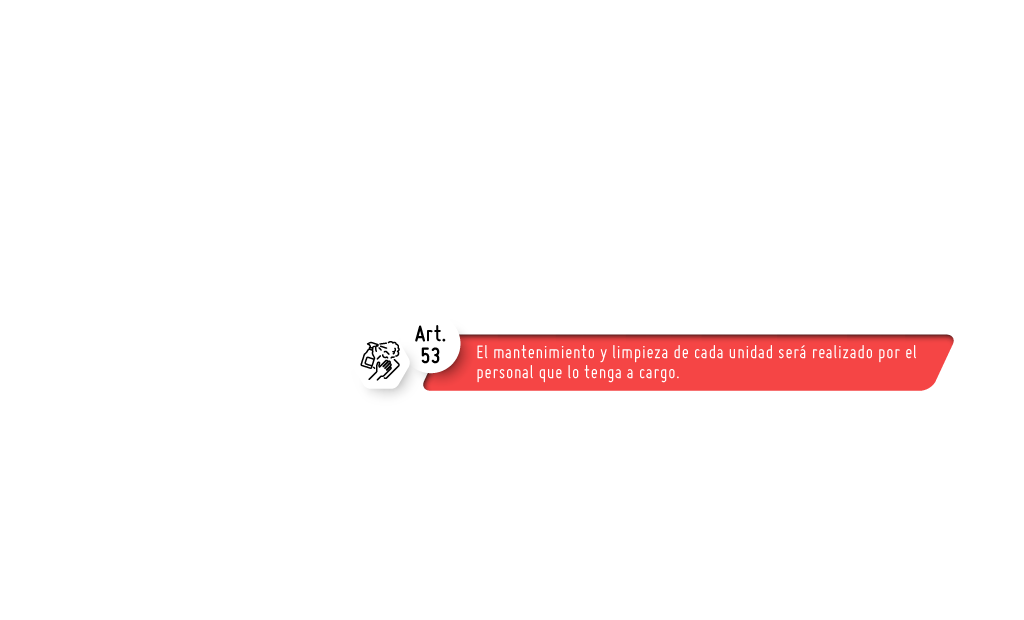 Art.
53
El mantenimiento y limpieza de cada unidad será realizado por el
personal que lo tenga a cargo.